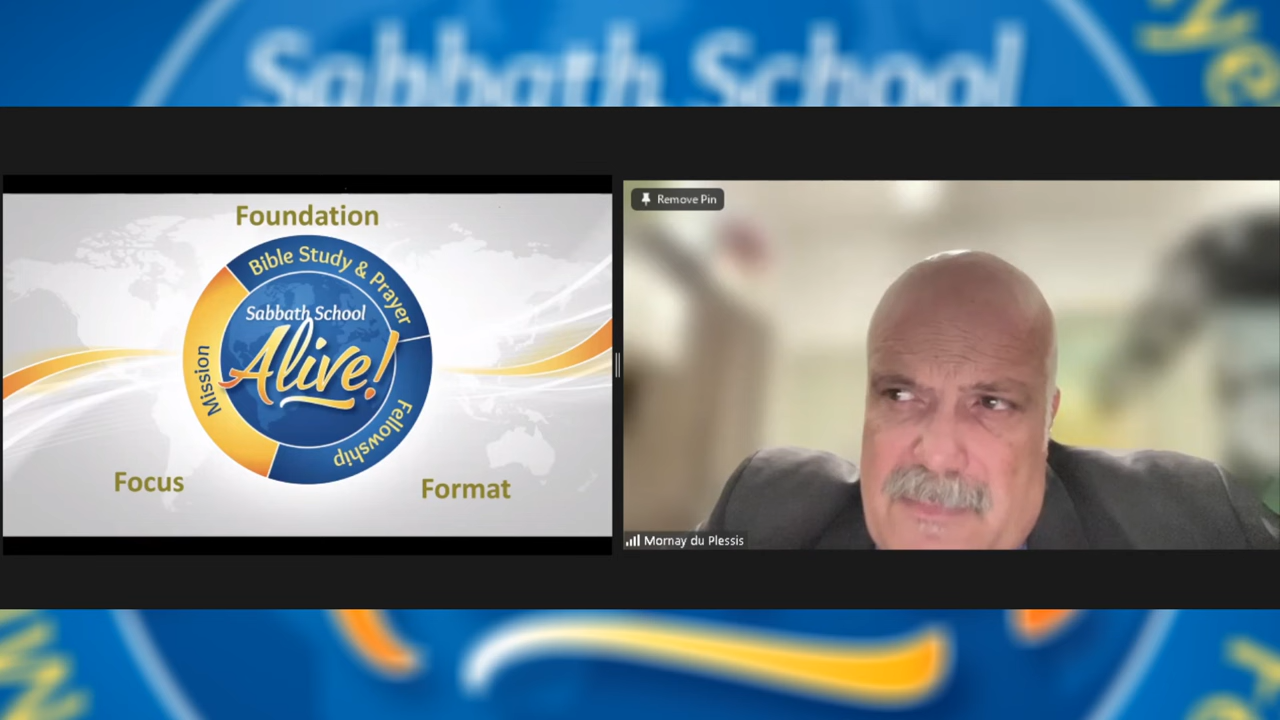 Sabbath School
Foundation
Bible Study & Prayer
Sabbath School
Alive!
Mission
Fellowship
Focus
Format
Remove Pin
Mornay du Plessis